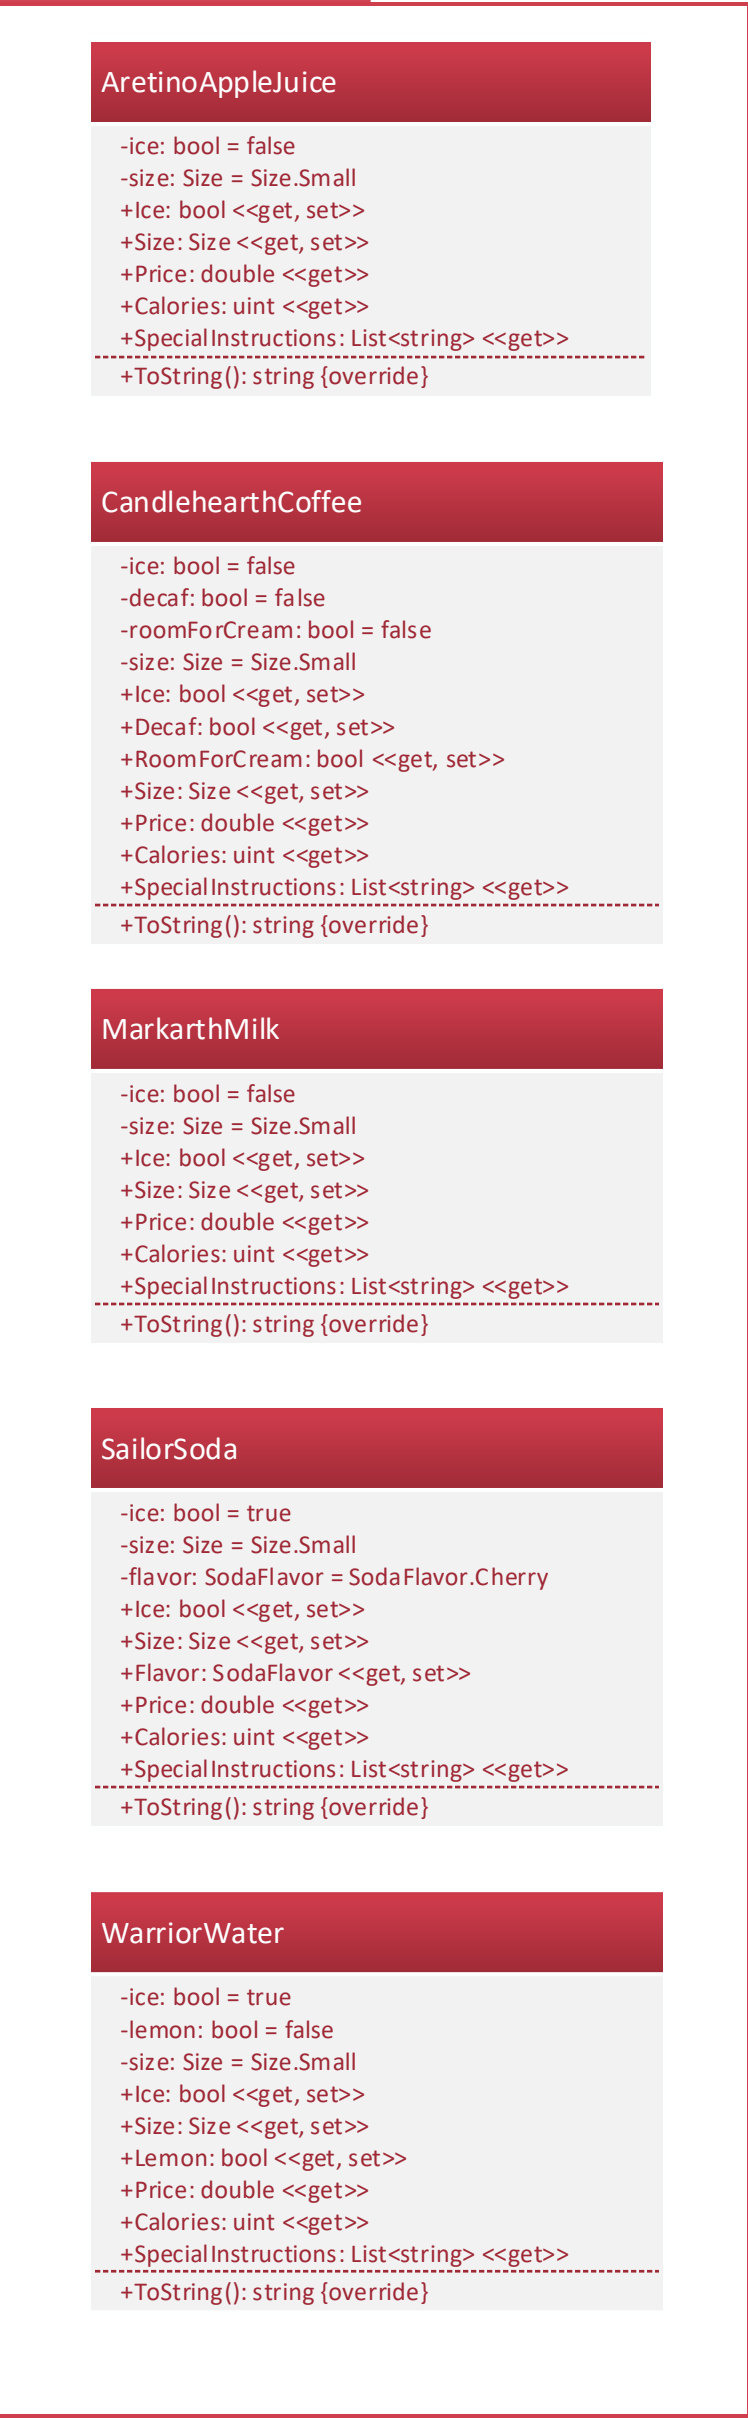 AretinoAppleJuice
-ice: bool = false
-size: Size = Size.Small
+Ice: bool <<get, set>>
+Size: Size <<get, set>>
+Price: double <<get>>
+Calories: uint <<get>>
+SpecialInstructions: List<string> <<get>>
+ToString(): string {override}
CandlehearthCoffee
-ice: bool = false
-decaf: bool = false
-roomForCream: bool = false
-size: Size = Size.Small
+Ice: bool <<get, set>>
+Decaf: bool <<get, set>>
+RoomForCream: bool <<get, set>>
+Size: Size <<get, set>>
+Price: double <<get>>
+Calories: uint <<get>>
+SpecialInstructions: List<string> <<get>>
+ToString(): string {override}
MarkarthMilk
-ice: bool = false
-size: Size = Size.Small
+Ice: bool <<get, set>>
+Size: Size <<get, set>>
+Price: double <<get>>
+Calories: uint <<get>>
+SpecialInstructions: List<string> <<get>>
+ToString(): string {override}
SailorSoda
-ice: bool = true
-size: Size = Size.Small
-flavor: SodaFlavor = SodaFlavor.Cherry
+Ice: bool <<get, set>>
+Size: Size <<get, set>>
+Flavor: SodaFlavor <<get, set>>
+Price: double <<get>>
+Calories: uint <<get>>
+SpecialInstructions: List<string> <<get>>
+ToString(): string {override}
WarriorWater
-ice: bool = true
-lemon: bool = false
-size: Size = Size.Small
+Ice: bool <<get, set>>
+Size: Size <<get, set>>
+Lemon: bool <<get, set>>
+Price: double <<get>>
+Calories: uint <<get>>
+SpecialInstructions: List<string> <<get>>
+ToString(): string {override}